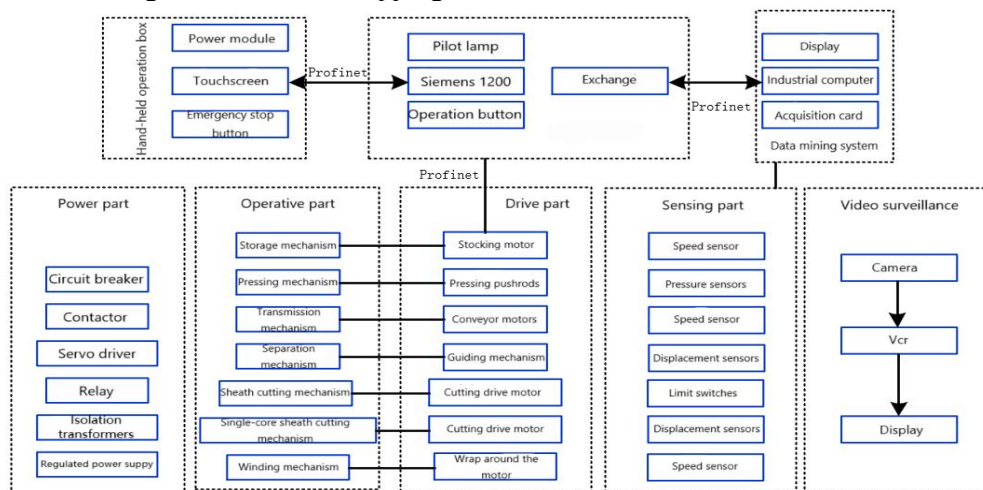 Hand-held operation box
Power module
Touchscreen
Emergency stop
button
Profinet
Pilot lamp
Siemens 1200
Operation button
Exchange
Profinet
Display
Industrial computer
Acquisition card
Data mining system
Profinet
Power part
Circuit breaker
Contactor
Servo driver
Relay
Isolation
transformers
Regulated power suppy
Operative part
Storage mechanism
Pressing mechanism
Transmission
mechanism
Separation
mechanism
Sheath cutting mechanism
Single-core sheath cutting
mechanism
Winding mechanism
Drive part
Stocking motor
Pressing pushrods
Conveyor motors
Guiding mechanism
Cutting drive motor
Cutting drive motor
Wrap around the
motor
Sensing part
Speed sensor
Pressure sensors
Speed sensor
Displacement sensors
Limit switches
Displacement sensors
Speed sensor
Video surveillance
Camera
Vcr
Display